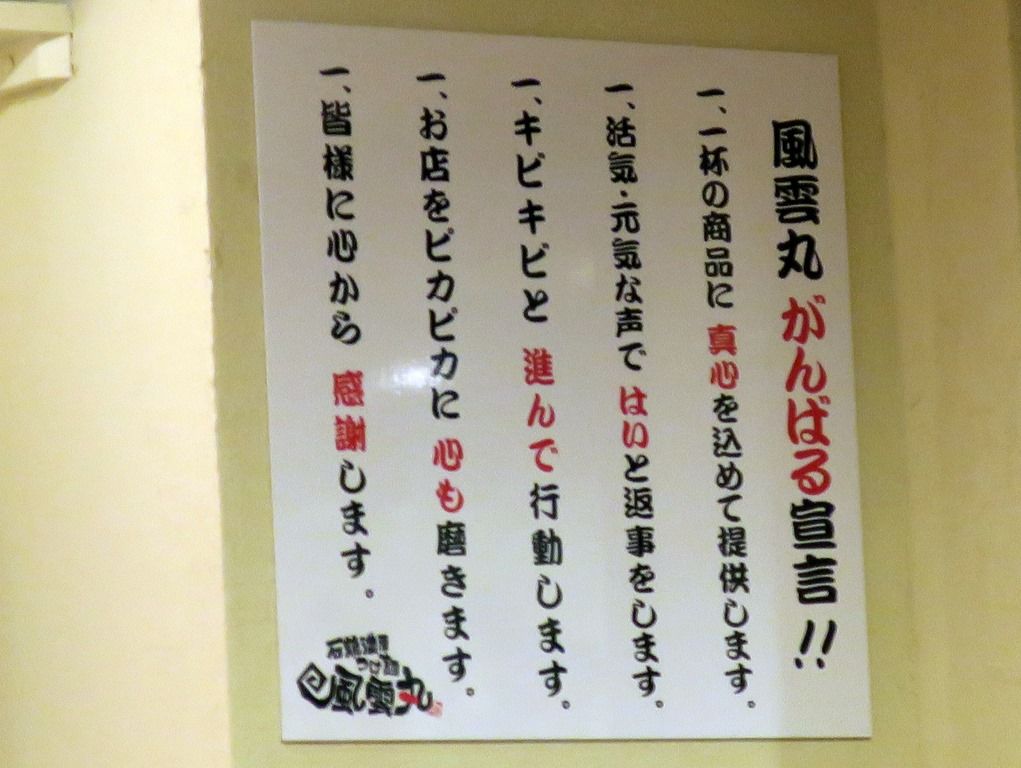 風雲丸 がんばる宣言!!
一、一杯の商品に 真心を込めて提供します。
一、活気・元気な声で はいと返事をします。
一、キビキビと 進んで行動します。
一、お店をピカピカに 心も磨きます。
一、皆様に心から 感謝します。
風雲丸